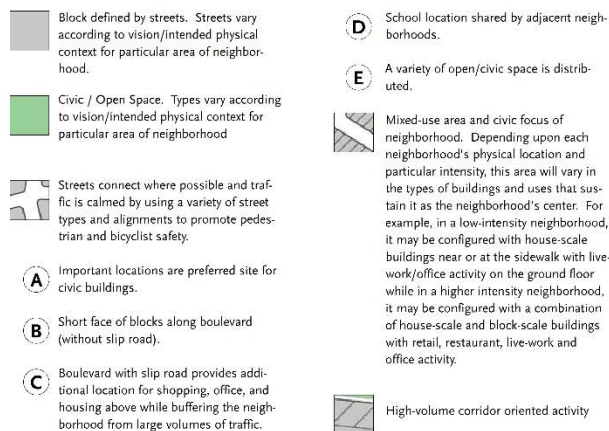 Block defined by streets. Streets vary
according to vision/intended physical
context for particular area of neighbor-
hood.
Civic / Open Space. Types vary according
to vision/intended physical context for
particular area of neighborhood
Streets connect where possible and traf-
fic is calmed by using a variety of street
types and alignments to promote pedes-
trian and bicyclist safety.
A
Important locations are preferred site for
civic buildings.
B
Short face of blocks along boulevard
(without slip road).
C
Boulevard with slip road provides addi-
tional location for shopping, office, and
housing above while buffering the neigh-
borhood from large volumes of traffic.
D
School location shared by adjacent neigh-
borhoods.
E
A variety of open/civic space is distrib-
uted.
Mixed-use area and civic focus of
neighborhood. Depending upon each
neighborhood's physical location and
particular intensity, this area will vary in
the types of buildings and uses that sus-
tain it as the neighborhood's center. For
example, in a low-intensity neighborhood,
it may be configured with house-scale
buildings near or at the sidewalk with live-
work/office activity on the ground floor
while in a higher intensity neighborhood,
it may be configured with a combination
of house-scale and block-scale buildings
with retail, restaurant, live-work and
office activity.
High-volume corridor oriented activity